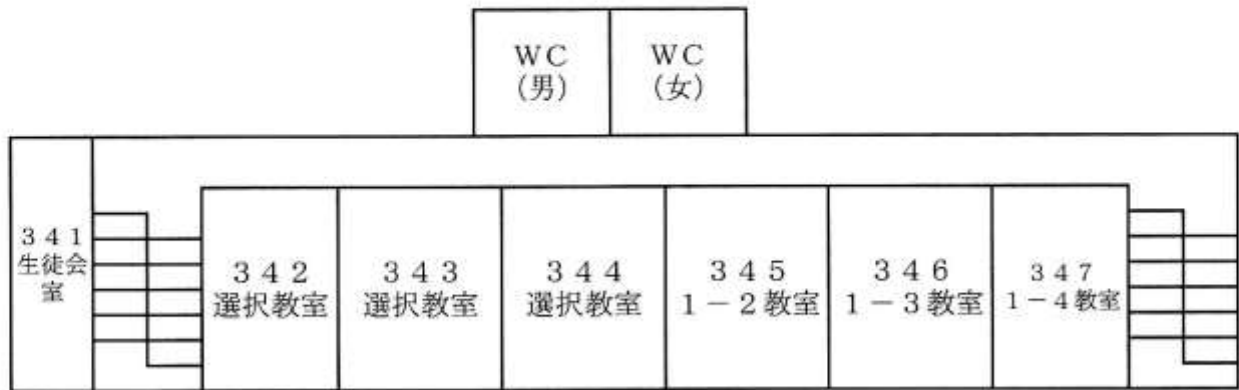 ＷＣ
(男)
ＷＣ
(女)
３４１
生徒会
室
３４２
選択教室
３４３
選択教室
３４４
選択教室
３４５
１－２教室
３４６
１－３教室
３４７
１－４教室